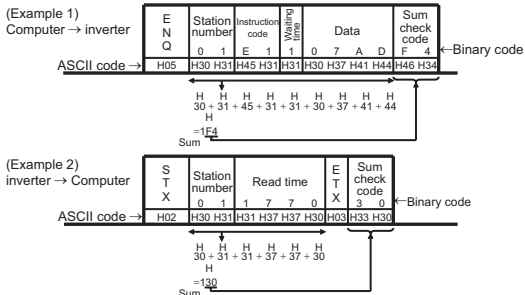 (Example 1)
Computer → inverter
E
N
Q
Station
number
Instruction
code
Waiting
time
Data
Sum
check
code
0 1 E 1 1 0 7 A D F 4
←Binary code
ASCII code→ H05 H30 H31 H45 H31 H31 H30 H37 H41 H44 H46 H34
H H H H H H H H H
30 + 31 + 45 + 31 + 31 + 30 + 37 + 41 + 44
H
=1F4
Sum
(Example 2)
inverter → Computer
S
T
X
Station
number
Read time
E
T
X
Sum
check
code
0 1 1 7 7 0 3 0
←Binary code
ASCII code→ H02 H30 H31 H31 H37 H37 H30 H03 H33 H30
H H H H H H
30 + 31 + 31 + 37 + 37 + 30
H
=130
Sum